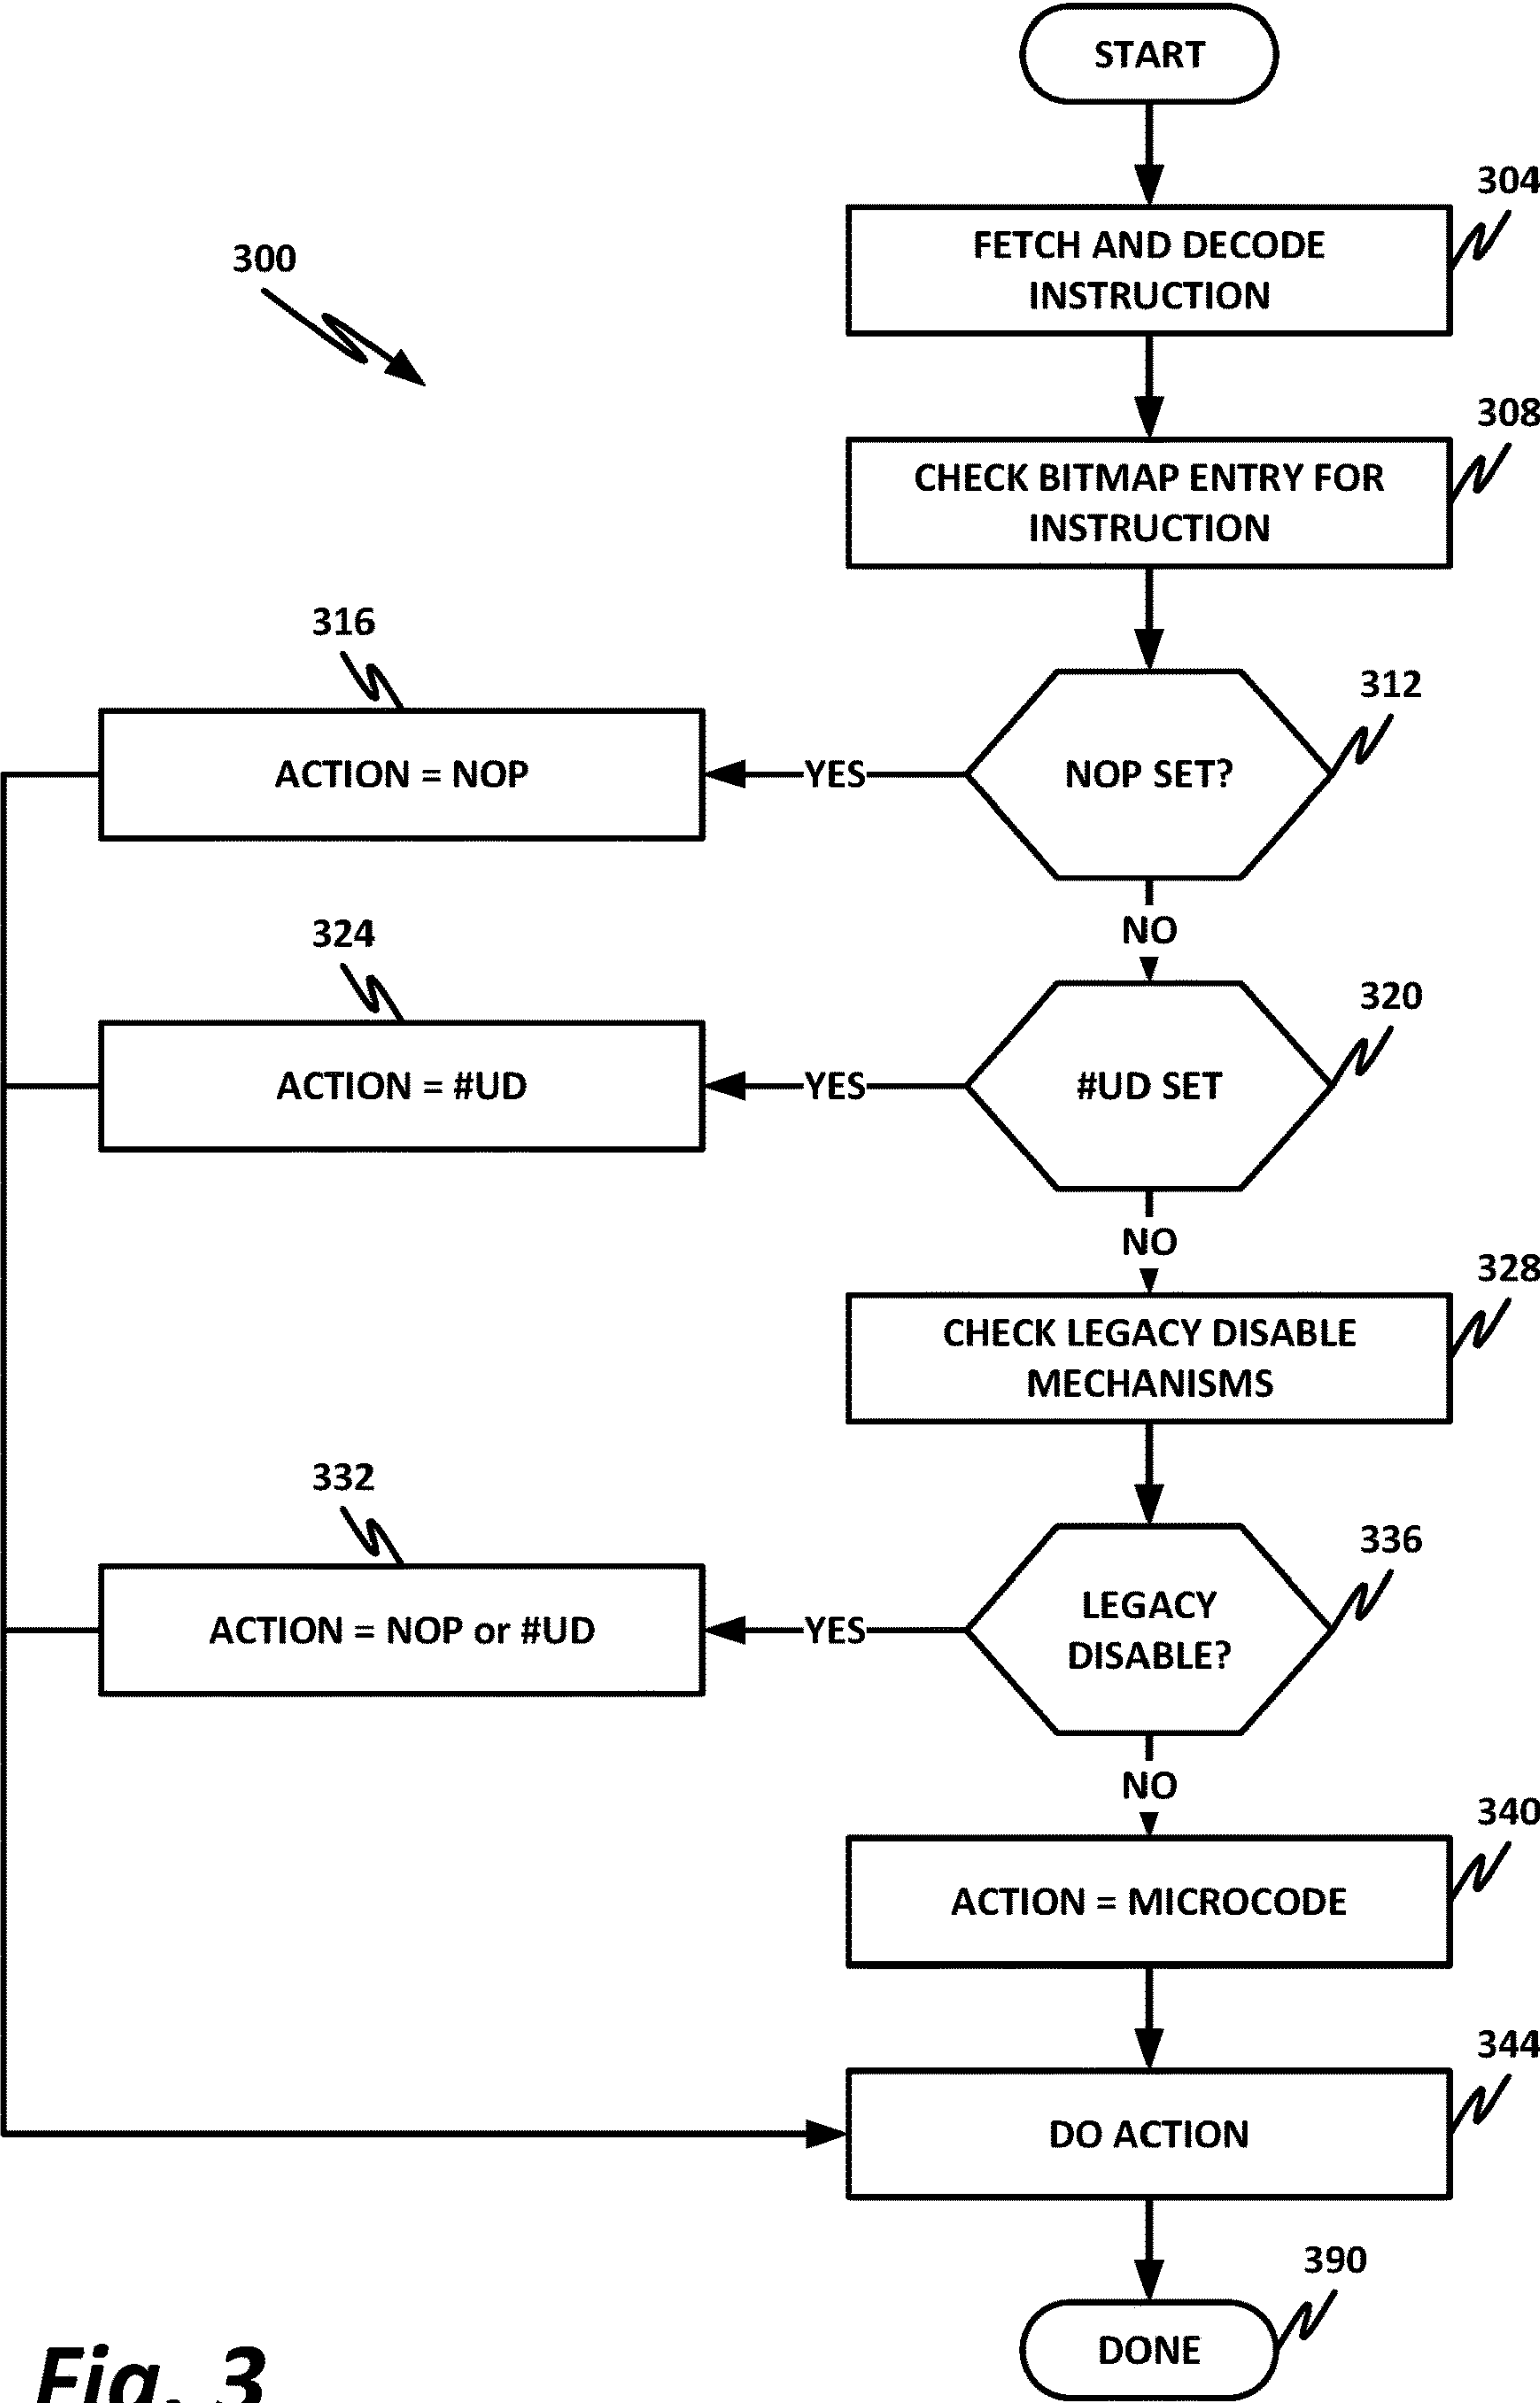 START
304
FETCH AND DECODE
INSTRUCTION
300
308
CHECK BITMAP ENTRY FOR
INSTRUCTION
316
312
ACTION = NOP
YES
NOP SET?
NO
324
320
ACTION = #UD
YES
#UD SET
NO
328
CHECK LEGACY DISABLE
MECHANISMS
332
336
ACTION = NOP or #UD
YES
LEGACY
DISABLE?
NO
340
ACTION = MICROCODE
344
DO ACTION
390
DONE
Fig. 3